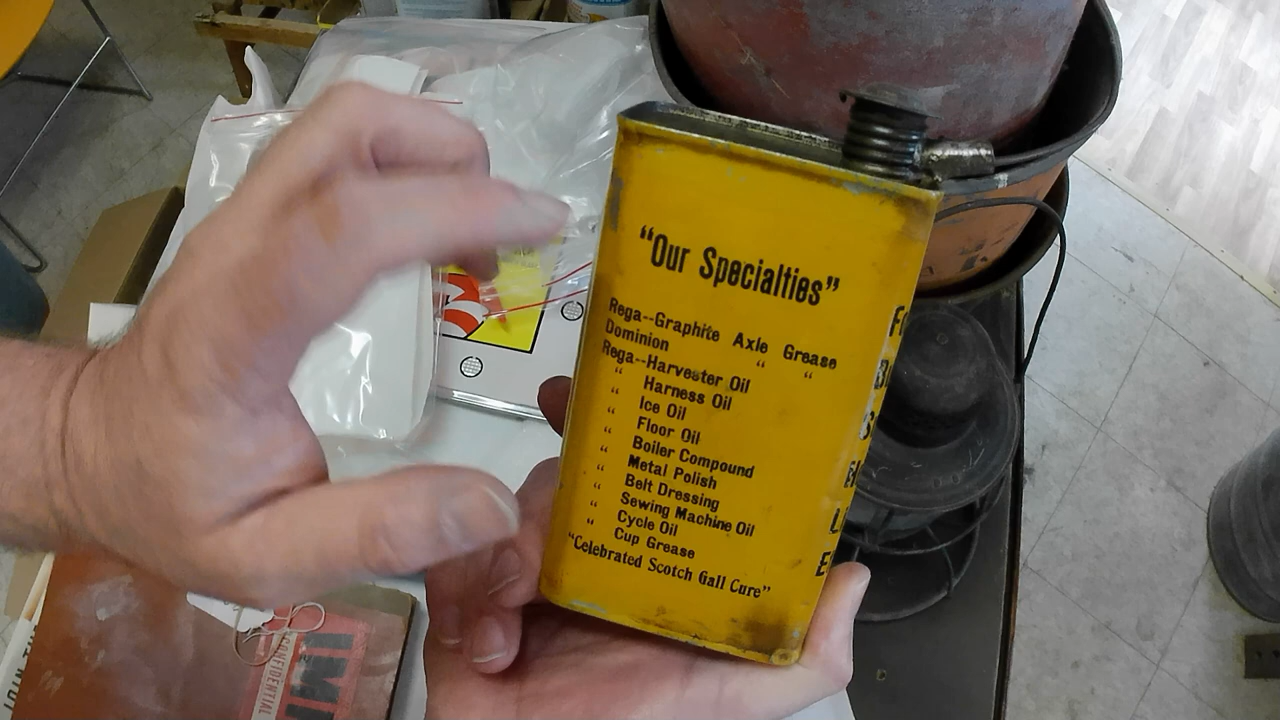 “Our Specialties”
Rega--Graphite Axle Grease
Dominion “ “
Rega--Harvester Oil
“ Harness Oil
“ Ice Oil
“ Floor Oil
“ Boiler Compound
“ Metal Polish
“ Belt Dressing
“ Sewing Machine Oil
“ Cycle Oil
“ Cup Grease
“Celebrated Scotch Gall Cure”
CONFIDENTIAL